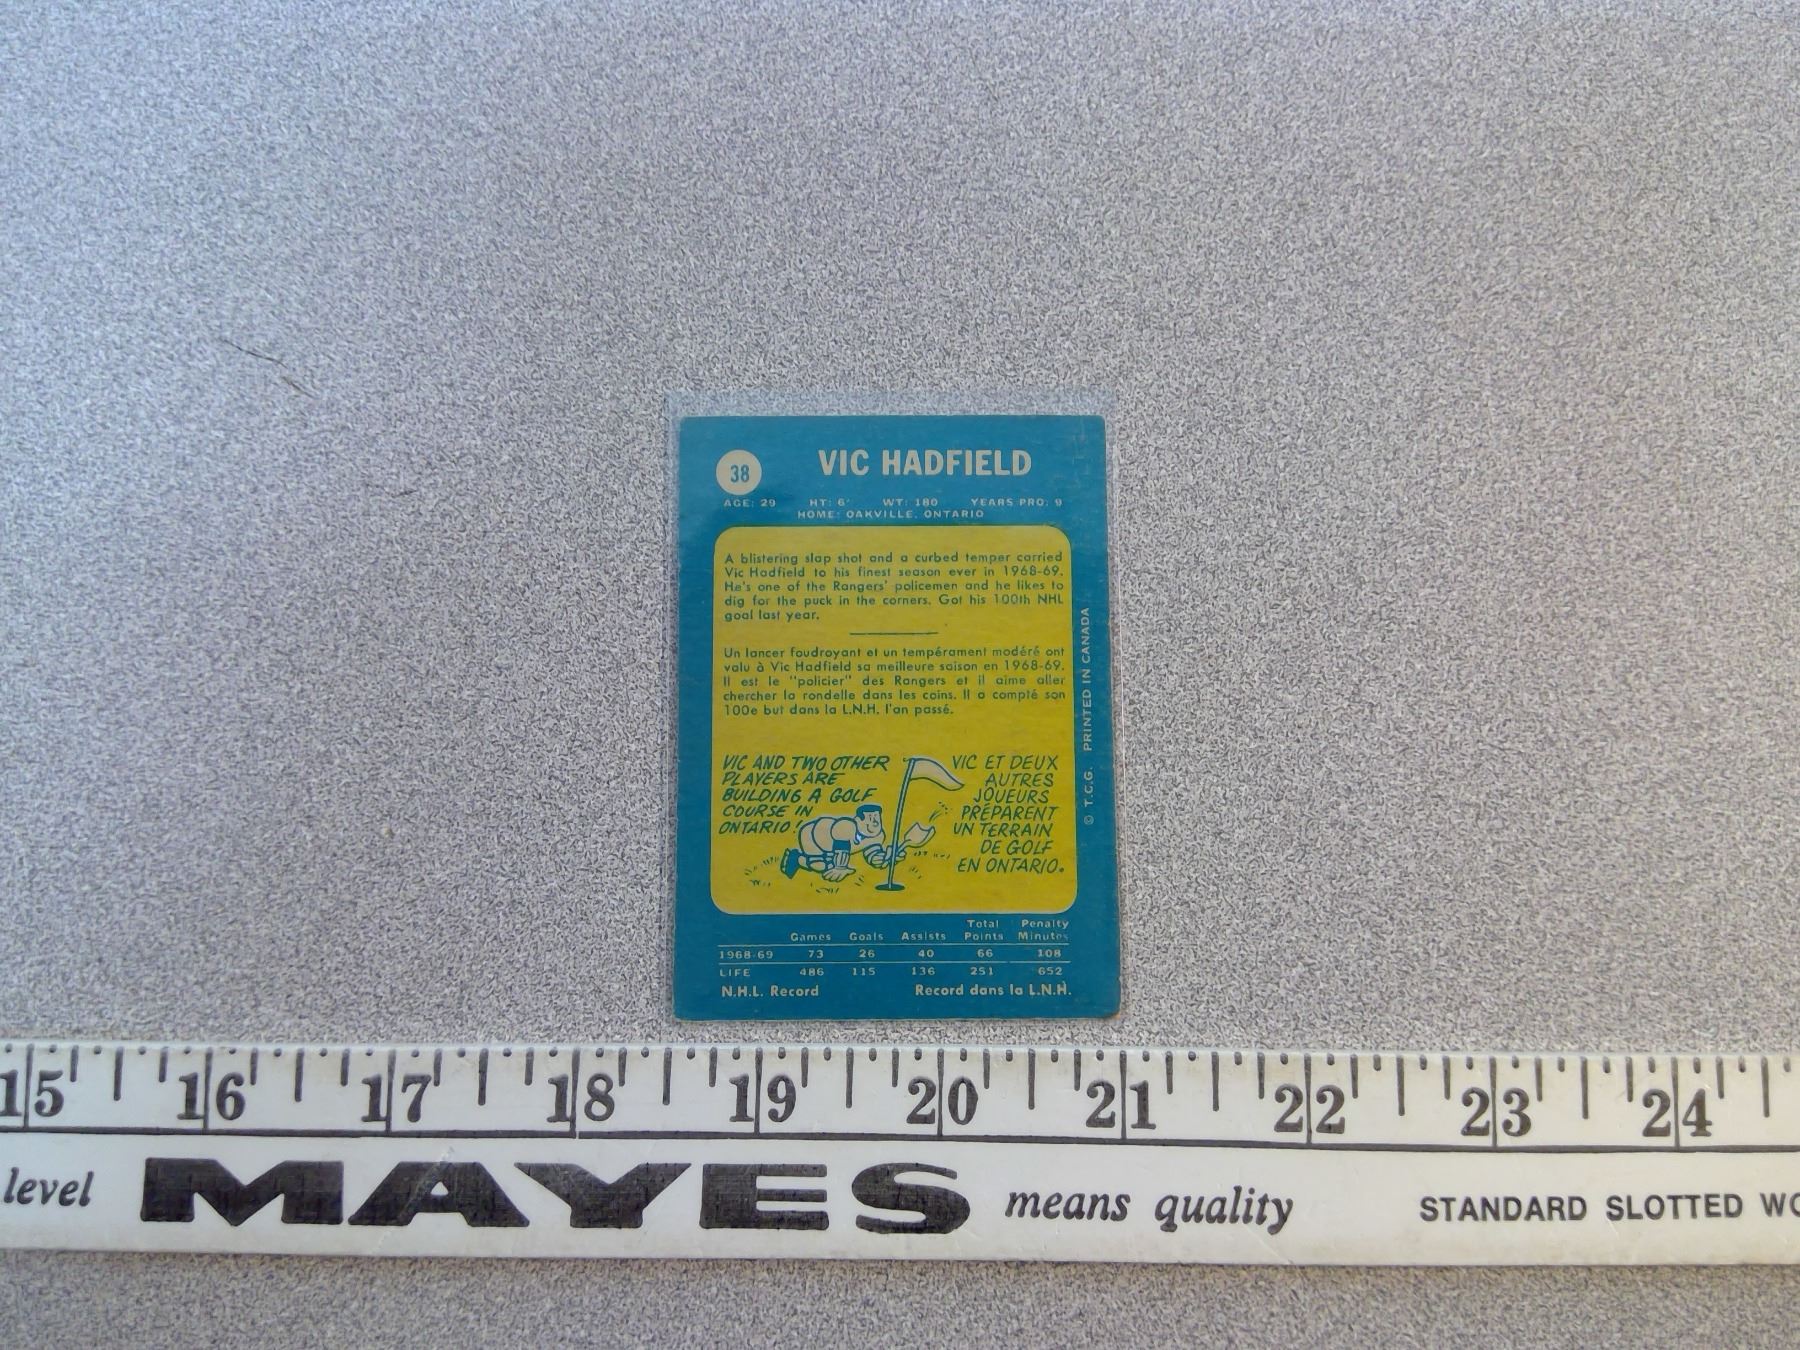 38
VIC HADFIELD
AGE: 29 HT: 6' WT: 180 YEARS PRO: 9
HOME: OAKVILLE, ONTARIO
A blistering slap shot and a curbed temper carried
Vic Hadfield to his finest season ever in 1968-69.
He's one of the Rangers' policemen and he likes to
dig for the puck in the corners. Got his 100th NHL
goal last year.
Un lancer foudroyant et un tempérament modéré ont
valu à Vic Hadfield sa meilleure saison en 1968-69.
Il est le "policier" des Rangers et il aime aller
chercher la rondelle dans les coins. Il a compté son
100e but dans la L.N.H. l'an passé.
VIC AND TWO OTHER
PLAYERS ARE
BUILDING A GOLF
COURSE IN
ONTARIO!
VIC ET DEUX
AUTRES
JOUEURS
PRÉPARENT
UN TERRAIN
DE GOLF
EN ONTARIO.
© T.C.G. PRINTED IN CANADA
Games Goals Assists Total Points Penalty Minutes
1968-69 73 26 40 66 108
LIFE 486 115 136 251 652
N.H.L. Record Record dans la L.N.H.
15 16 17 18 19 20 21 22 23 24
level MAYES means quality STANDARD SLOTTED